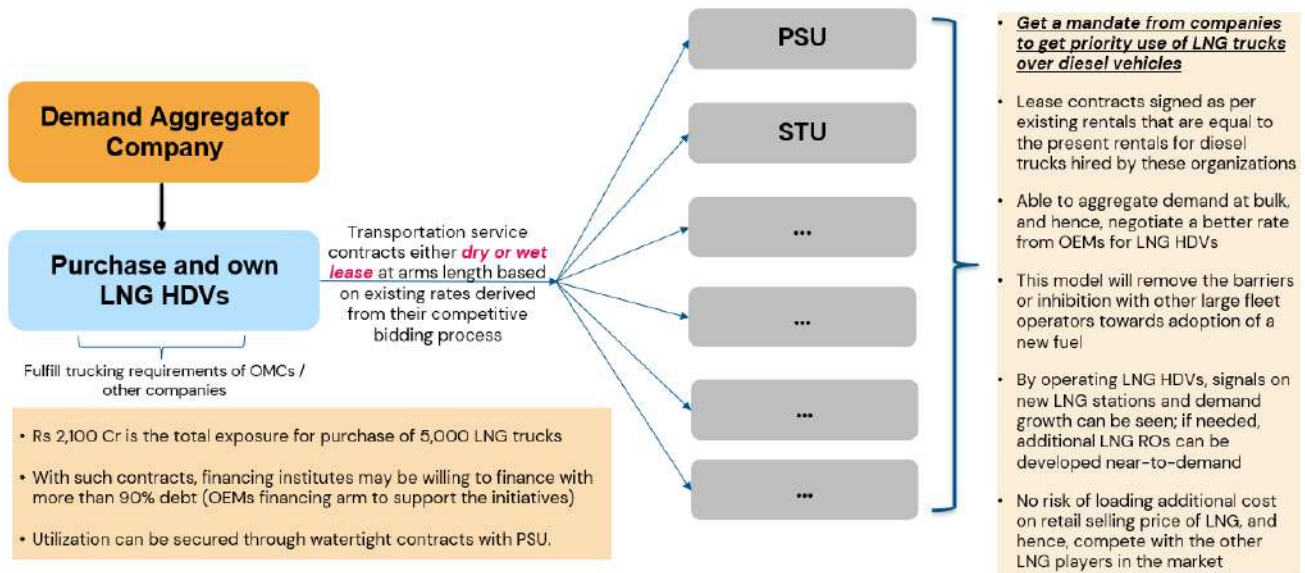 Demand Aggregator
Company
Purchase and own
LNG HDVs
Fulfill trucking requirements of OMCs /
other companies
Transportation service
contracts either dry or wet
lease at arms length based
on existing rates derived
from their competitive
bidding process
PSU
STU
...
...
...
...
• Rs 2,100 Cr is the total exposure for purchase of 5,000 LNG trucks
• With such contracts, financing institutes may be willing to finance with
more than 90% debt (OEMs financing arm to support the initiatives)
• Utilization can be secured through watertight contracts with PSU.
• Get a mandate from companies
to get priority use of LNG trucks
over diesel vehicles
• Lease contracts signed as per
existing rentals that are equal to
the present rentals for diesel
trucks hired by these organizations
• Able to aggregate demand at bulk,
and hence, negotiate a better rate
from OEMs for LNG HDVs
• This model will remove the barriers
or inhibition with other large fleet
operators towards adoption of a
new fuel
• By operating LNG HDVs, signals on
new LNG stations and demand
growth can be seen; if needed,
additional LNG ROs can be
developed near-to-demand
• No risk of loading additional cost
on retail selling price of LNG, and
hence, compete with the other
LNG players in the market